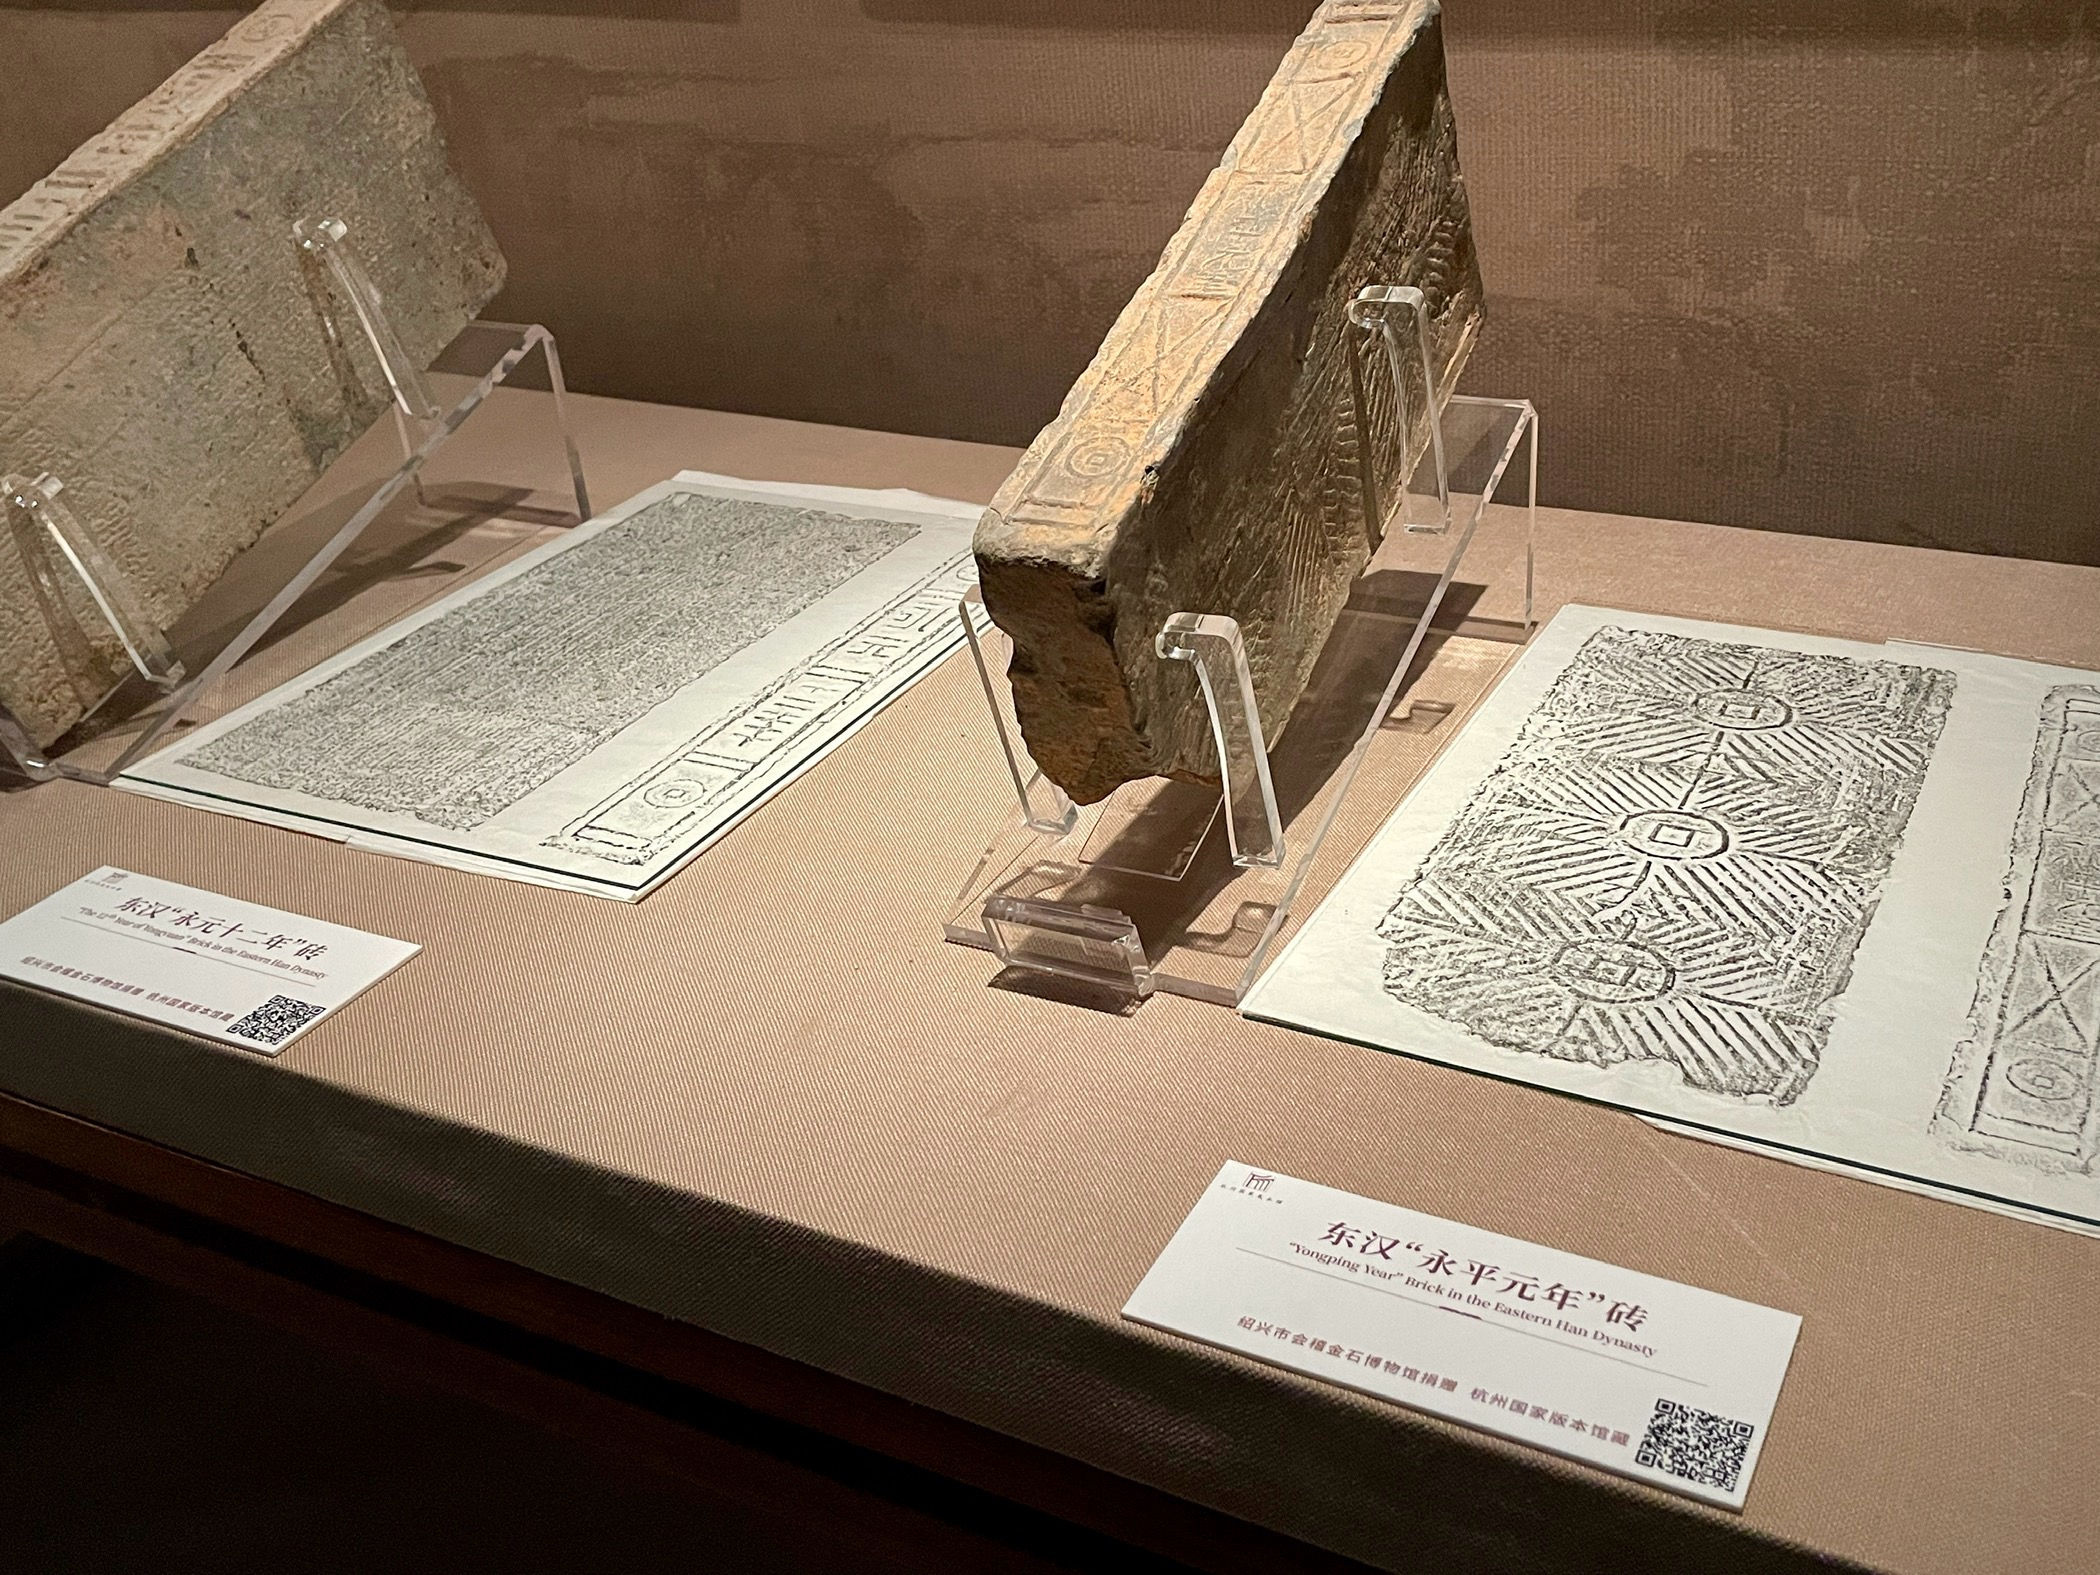 东汉“永元十二年”砖
“The 12th Year of Yongyuan” Brick in the Eastern Han Dynasty
绍兴市会稽金石博物馆捐赠 杭州国家版本馆藏
东汉“永平元年”砖
“Yongping Year” Brick in the Eastern Han Dynasty
绍兴市会稽金石博物馆捐赠 杭州国家版本馆藏